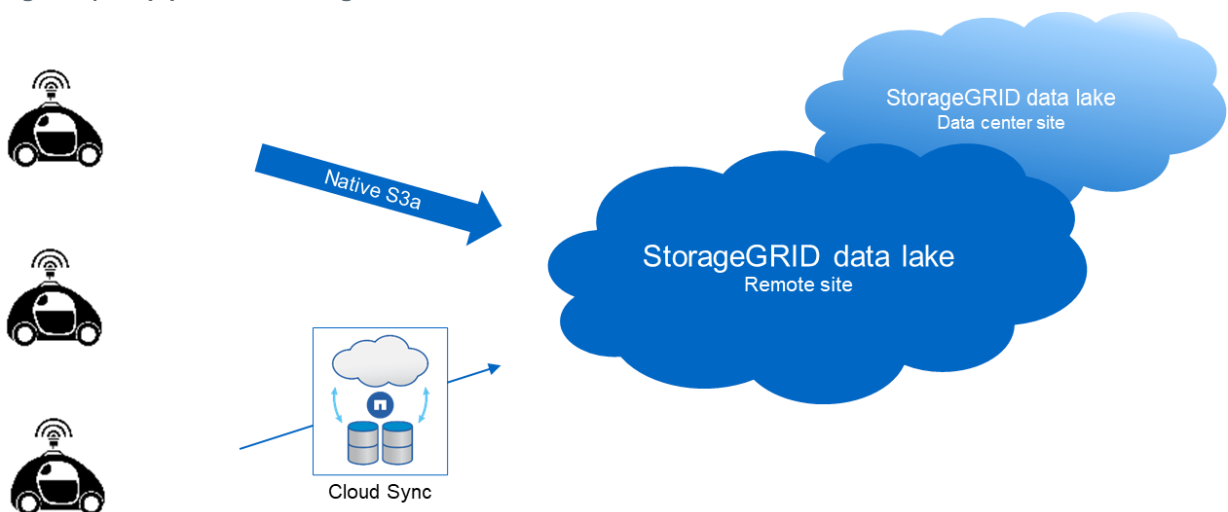 StorageGRID data lake
Data center site
Native S3a
StorageGRID data lake
Remote site
Cloud Sync